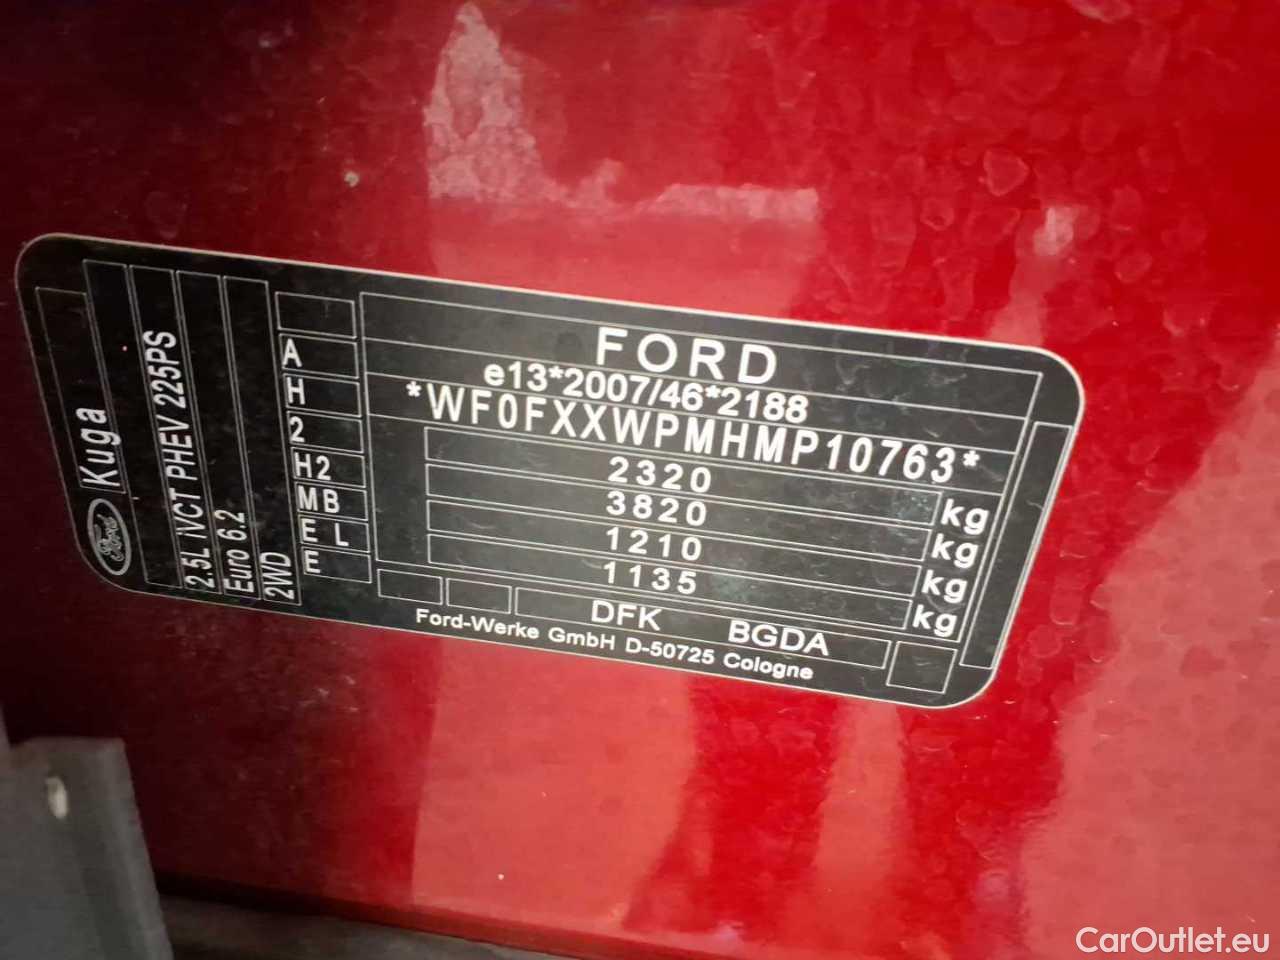 Ford
Kuga
2.5L iVCT PHEV 225PS
Euro 6.2
2WD
A
H
2
H2
MB
E L
E
FORD
e13*2007/46*2188
*WF0FXXWPMHMP10763*
2320 kg
3820 kg
1210 kg
1135 kg
DFK BGDA
Ford-Werke GmbH D-50725 Cologne
CarOutlet.eu